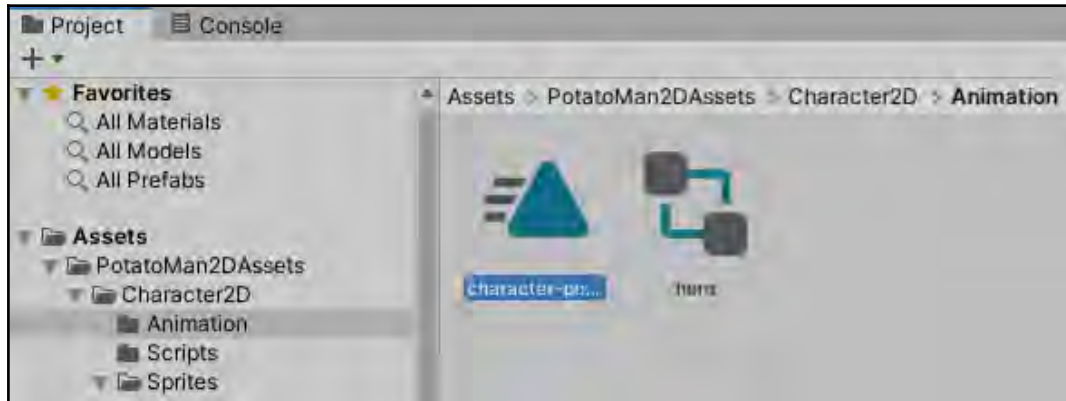 Project Console
Favorites
All Materials
All Models
All Prefabs
Assets
PotatoMan2DAssets
Character2D
Animation
Scripts
Sprites
Assets > PotatoMan2DAssets > Character2D > Animation
hero